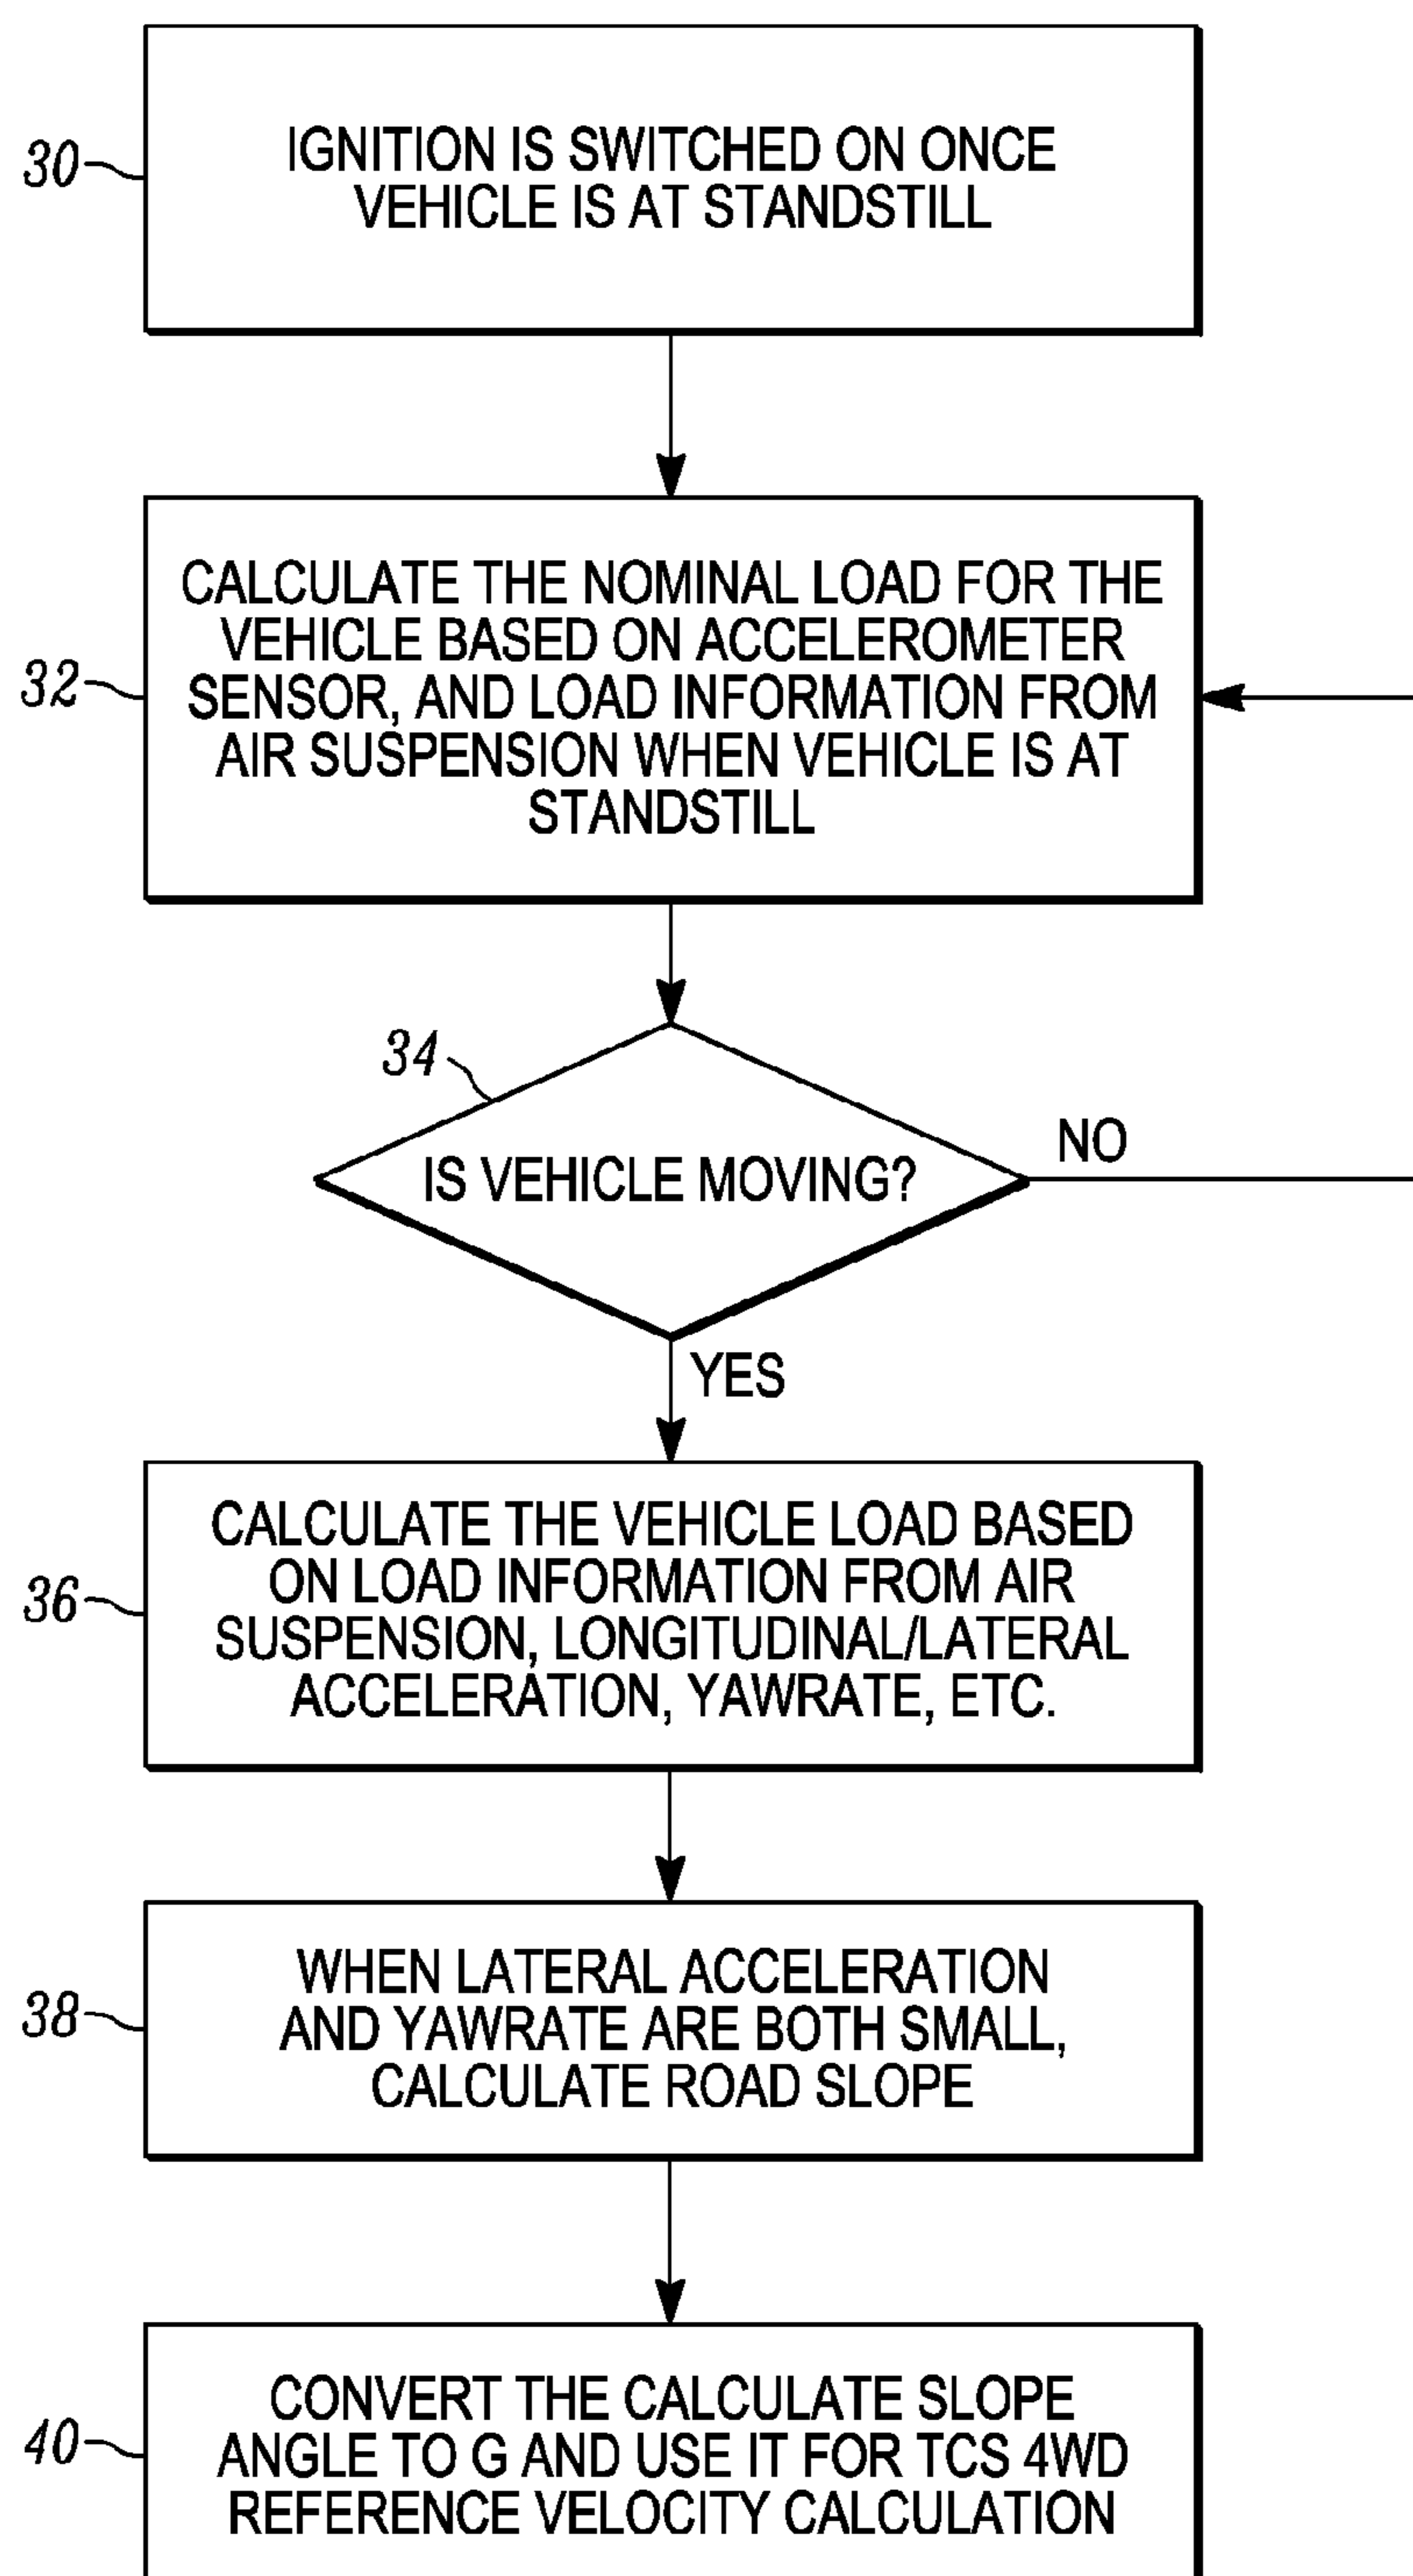 30
IGNITION IS SWITCHED ON ONCE
VEHICLE IS AT STANDSTILL
32
CALCULATE THE NOMINAL LOAD FOR THE
VEHICLE BASED ON ACCELEROMETER
SENSOR, AND LOAD INFORMATION FROM
AIR SUSPENSION WHEN VEHICLE IS AT
STANDSTILL
34
IS VEHICLE MOVING?
NO
YES
36
CALCULATE THE VEHICLE LOAD BASED
ON LOAD INFORMATION FROM AIR
SUSPENSION, LONGITUDINAL/LATERAL
ACCELERATION, YAWRATE, ETC.
38
WHEN LATERAL ACCELERATION
AND YAWRATE ARE BOTH SMALL,
CALCULATE ROAD SLOPE
40
CONVERT THE CALCULATE SLOPE
ANGLE TO G AND USE IT FOR TCS 4WD
REFERENCE VELOCITY CALCULATION